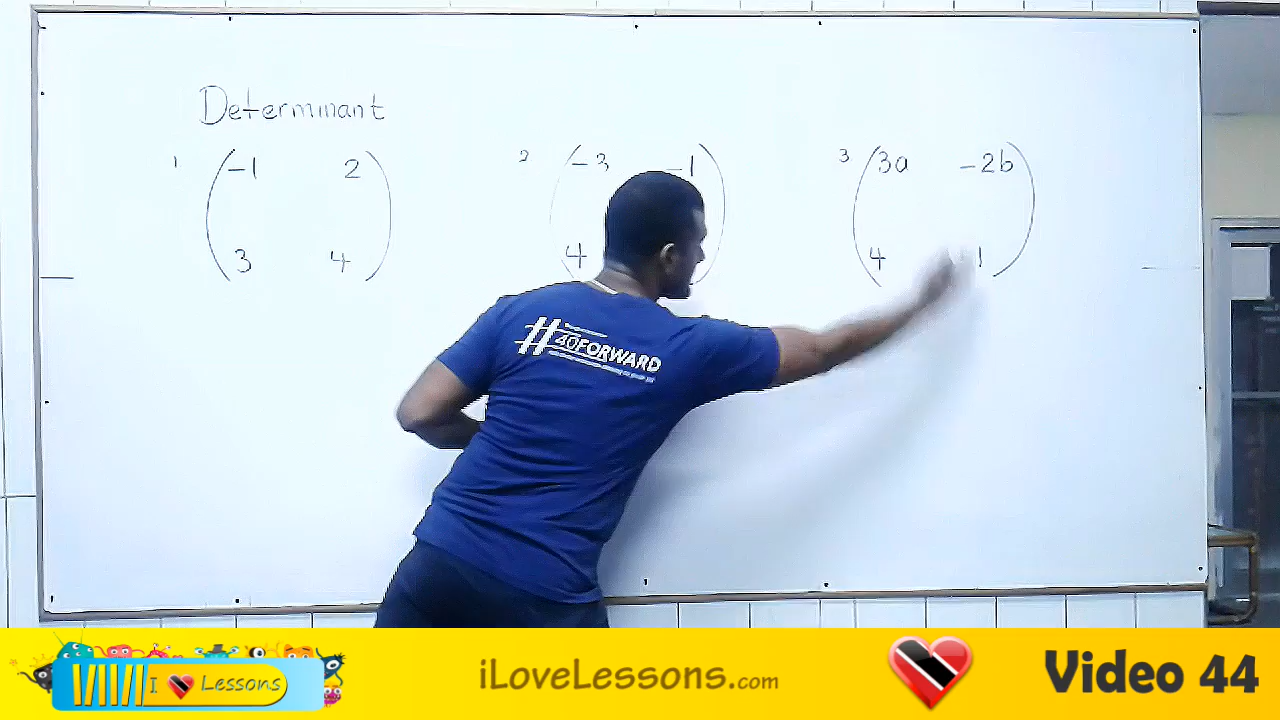 Determinant
1 (-1 2) 2 (-3 -1) 3 (3a -2b)
3 4 4 4 1
#40FORWARD
I Lessons iLoveLessons.com Video 44